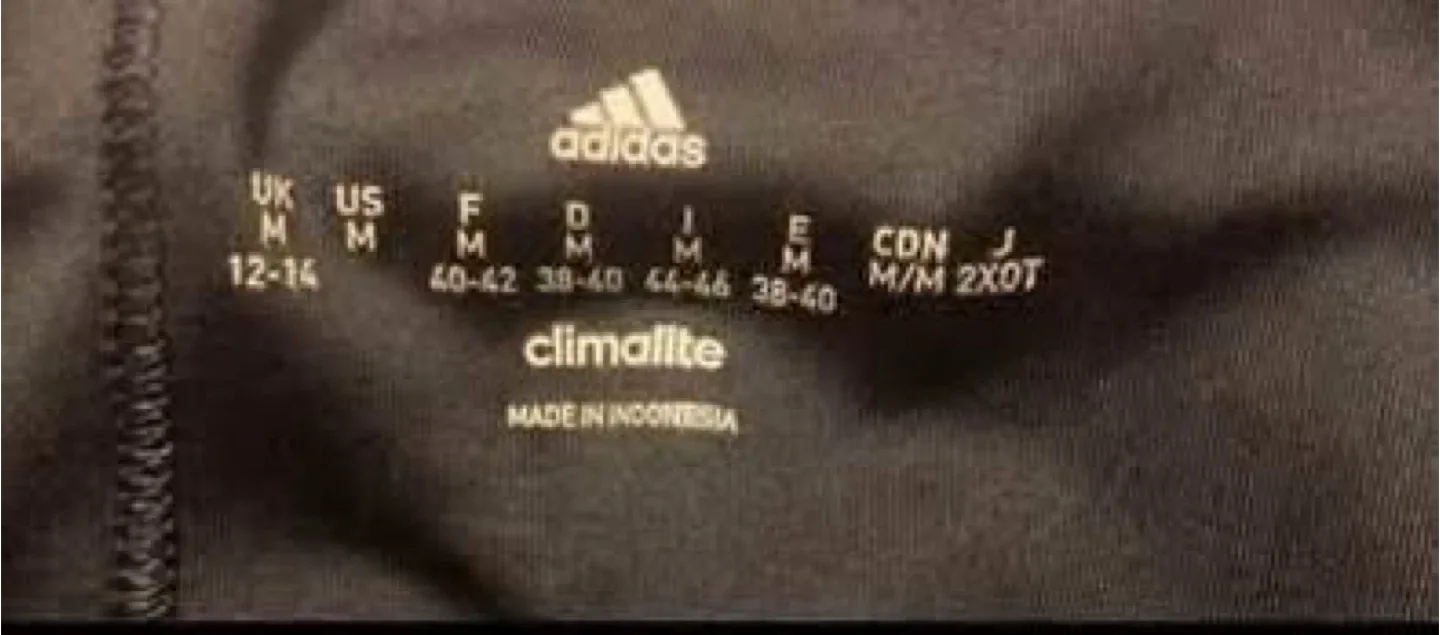 adidas
UK US F D I E CDN J
M M M M M M M/M 2XOT
12-14 40-42 38-40 44-46 38-40
climalite
MADE IN INDONESIA